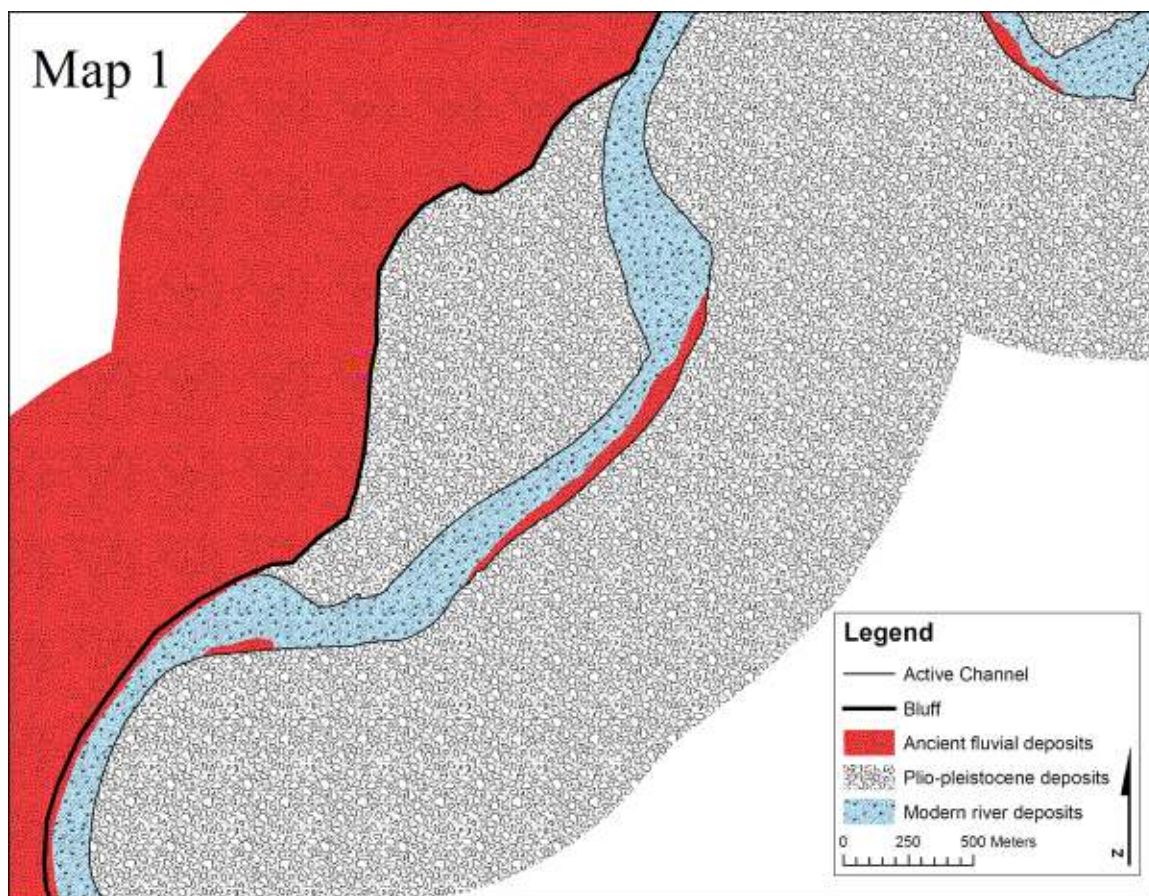 Map 1
Legend
Active Channel
Bluff
Ancient fluvial deposits
Plio-pleistocene deposits
Modern river deposits
0 250 500 Meters
N